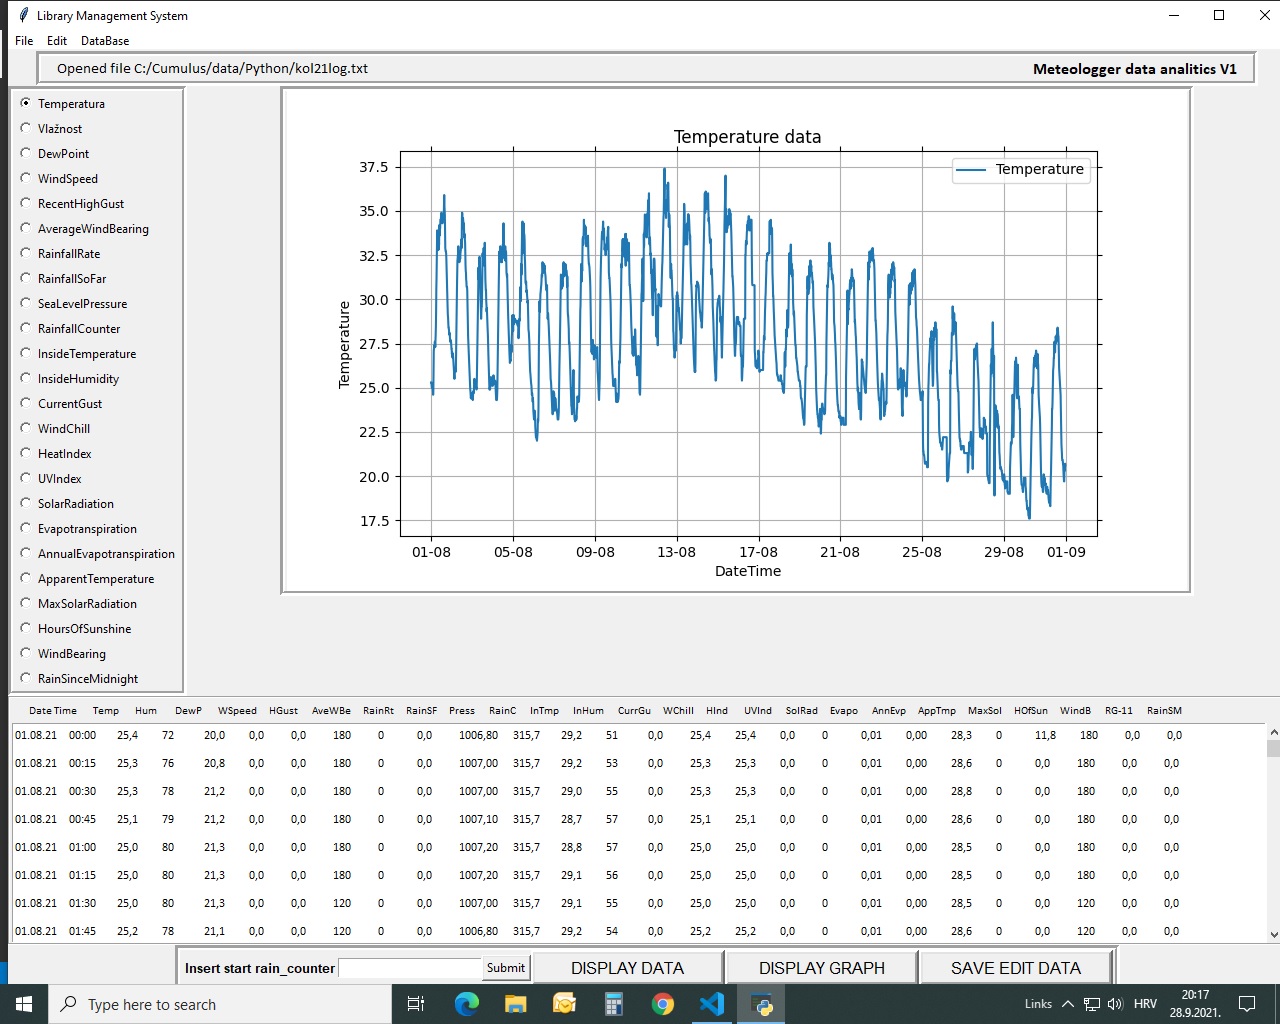 Library Management System
File Edit DataBase
Opened file C:/Cumulus/data/Python/kol21log.txt
Meteologger data analitics V1
Temperatura
Vlažnost
DewPoint
WindSpeed
RecentHighGust
AverageWindBearing
RainfallRate
RainfallSoFar
SeaLevelPressure
RainfallCounter
InsideTemperature
InsideHumidity
CurrentGust
WindChill
HeatIndex
UVIndex
SolarRadiation
Evapotranspiration
AnnualEvapotranspiration
ApparentTemperature
MaxSolarRadiation
HoursOfSunshine
WindBearing
RainSinceMidnight
Temperature data
Temperature
37.5
35.0
32.5
30.0
27.5
25.0
22.5
20.0
17.5
Temperature
01-08 05-08 09-08 13-08 17-08 21-08 25-08 29-08 01-09
DateTime
Date Time Temp Hum DewP WSpeed HGust AveWBe RainRt RainSF Press RainC InTmp InHum CurrGu WChill HInd UVInd SolRad Evapo AnnEvp AppTmp MaxSol HOfSun WindB RG-11 RainSM
01.08.21 00:00 25,4 72 20,0 0,0 0,0 180 0 0,0 1006,80 315,7 29,2 51 0,0 25,4 25,4 0,0 0 0,01 0,00 28,3 0 11,8 180 0,0 0,0
01.08.21 00:15 25,3 76 20,8 0,0 0,0 180 0 0,0 1007,00 315,7 29,2 53 0,0 25,3 25,3 0,0 0 0,01 0,00 28,6 0 0,0 180 0,0 0,0
01.08.21 00:30 25,3 78 21,2 0,0 0,0 180 0 0,0 1007,00 315,7 29,0 55 0,0 25,3 25,3 0,0 0 0,01 0,00 28,8 0 0,0 180 0,0 0,0
01.08.21 00:45 25,1 79 21,2 0,0 0,0 180 0 0,0 1007,10 315,7 28,7 57 0,0 25,1 25,1 0,0 0 0,01 0,00 28,6 0 0,0 180 0,0 0,0
01.08.21 01:00 25,0 80 21,3 0,0 0,0 180 0 0,0 1007,20 315,7 28,8 57 0,0 25,0 25,0 0,0 0 0,01 0,00 28,5 0 0,0 180 0,0 0,0
01.08.21 01:15 25,0 80 21,3 0,0 0,0 180 0 0,0 1007,20 315,7 29,1 56 0,0 25,0 25,0 0,0 0 0,01 0,00 28,5 0 0,0 180 0,0 0,0
01.08.21 01:30 25,0 80 21,3 0,0 0,0 120 0 0,0 1007,00 315,7 29,1 55 0,0 25,0 25,0 0,0 0 0,01 0,00 28,5 0 0,0 120 0,0 0,0
01.08.21 01:45 25,2 78 21,1 0,0 0,0 120 0 0,0 1006,80 315,7 29,2 54 0,0 25,2 25,2 0,0 0 0,01 0,00 28,6 0 0,0 120 0,0 0,0
Insert start rain_counter Submit DISPLAY DATA DISPLAY GRAPH SAVE EDIT DATA
Type here to search
Links
HRV
20:17
28.9.2021.